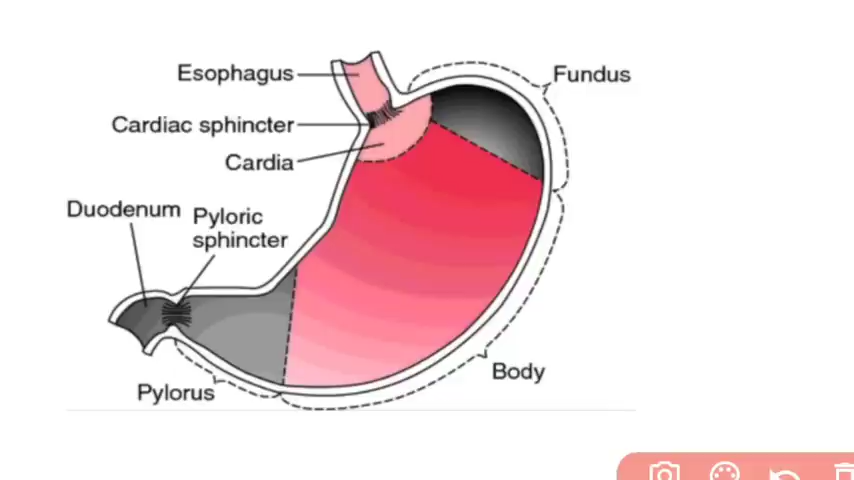 Esophagus
Fundus
Cardiac sphincter
Cardia
Duodenum
Pyloric
sphincter
Body
Pylorus